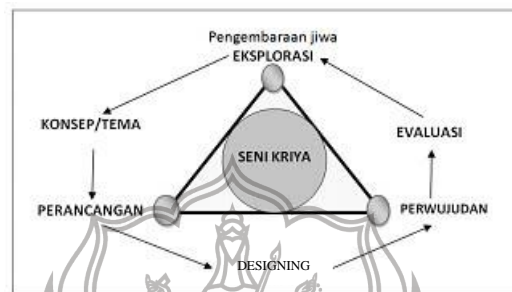 Pengembaraan jiwa
EKSPLORASI
KONSEP/TEMA
EVALUASI
SENI KRIYA
PERANCANGAN
PERWUJUDAN
DESIGNING